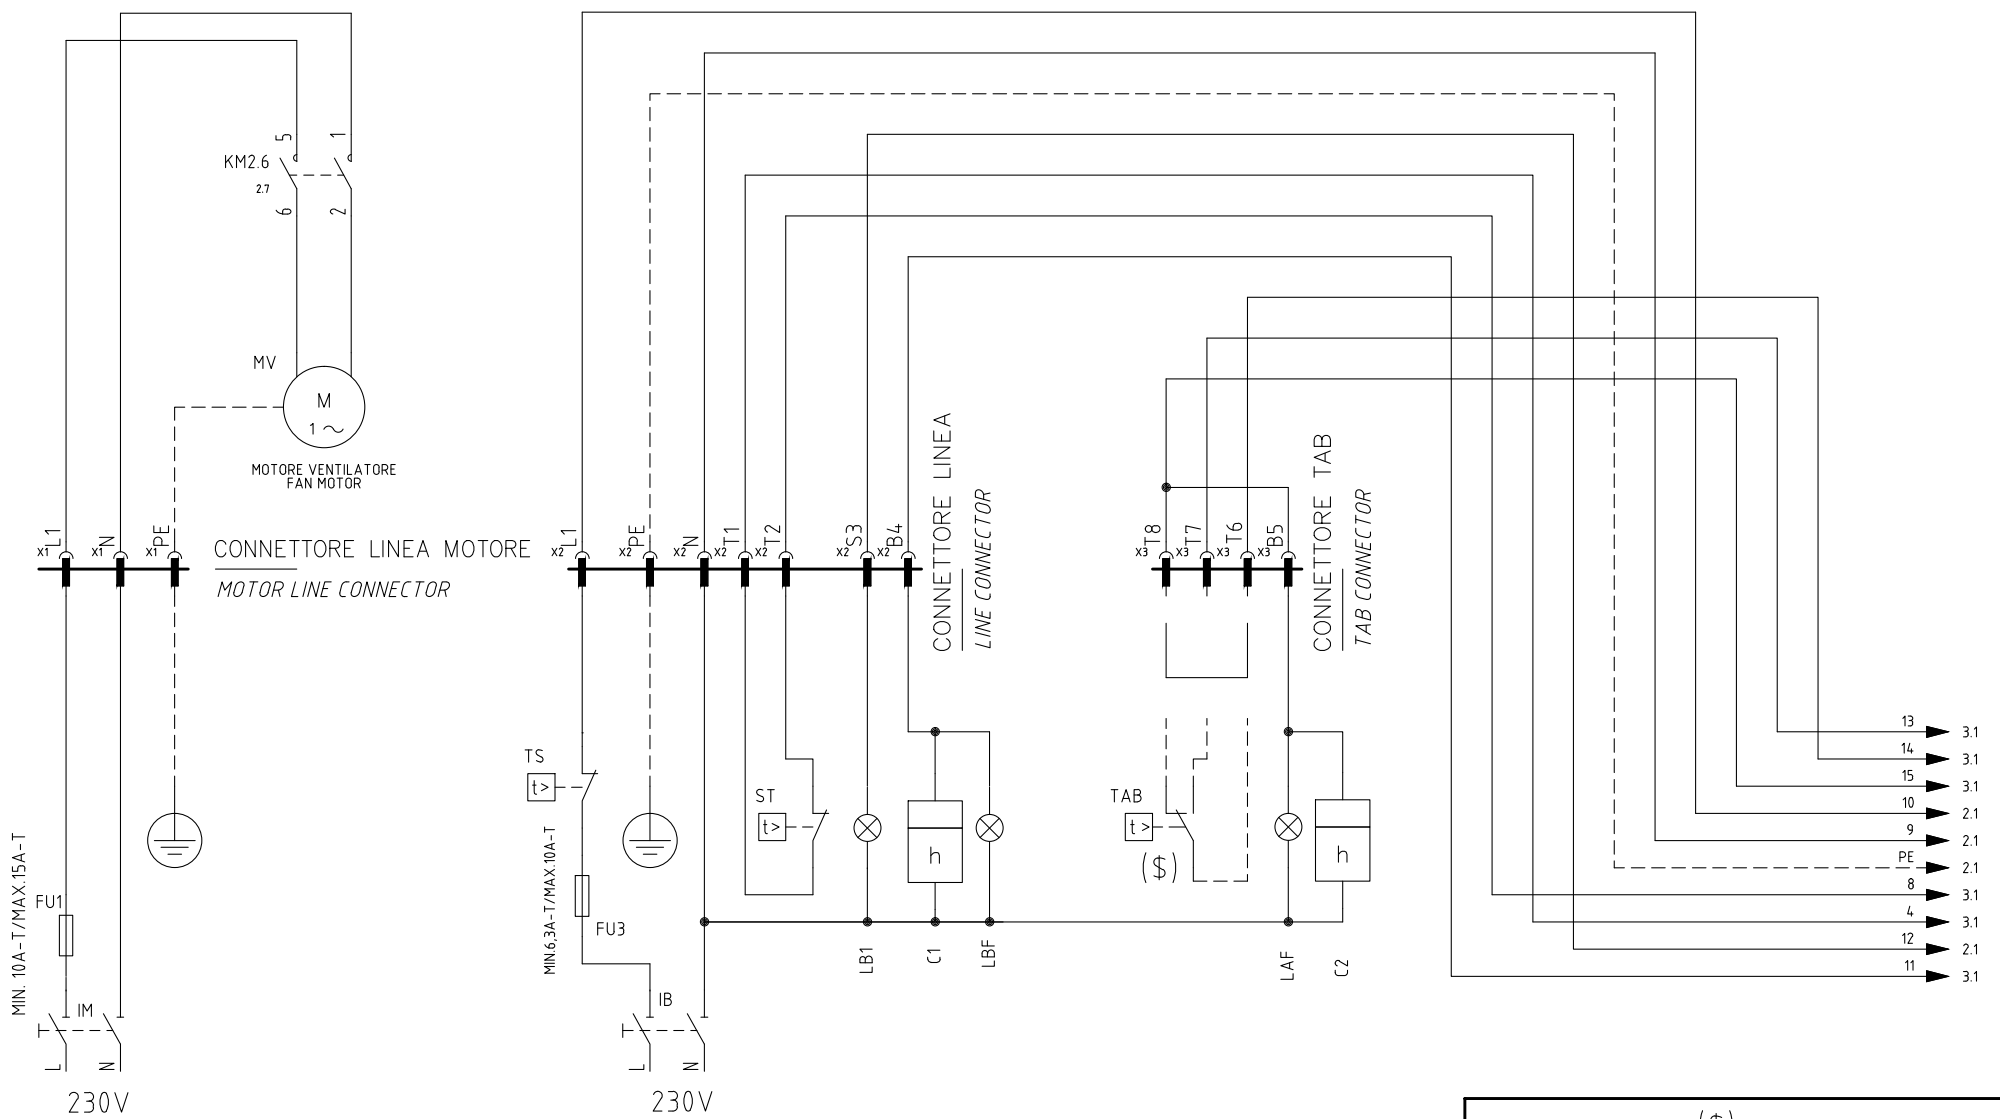 5
1
KM2.6
2.7
6
2
MV
M
1 ~
MOTORE VENTILATORE
FAN MOTOR
x1 L1
x1 N
x1 PE
CONNETTORE LINEA MOTORE
MOTOR LINE CONNECTOR
x2 L1
x2 PE
x2 N
x2 T1
x2 T2
x2 S3
x2 B4
CONNETTORE LINEA
LINE CONNECTOR
x3 T8
x3 T7
x3 T6
x3 B5
CONNETTORE TAB
TAB CONNECTOR
TS
t>
ST
t>
TAB
t>
($)
h
h
MIN. 10A-T/MAX.15A-T
FU1
MIN.6,3A-T/MAX.10A-T
FU3
LB1
C1
LBF
LAF
C2
IM
L
N
230V
IB
L
N
230V
13 3.1
14 3.1
15 3.1
10 2.1
9 2.1
PE 2.1
8 3.1
4 3.1
12 2.1
11 3.1
($)